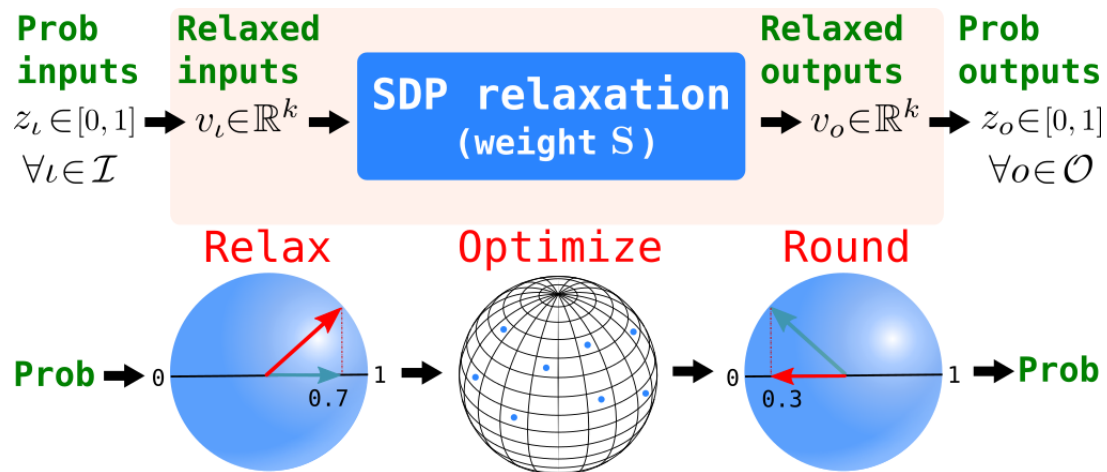 Prob inputs
z_ι ∈ [0, 1]
∀ι ∈ ℐ
Relaxed inputs
v_ι ∈ ℝ^k
SDP relaxation
(weight S)
Relaxed outputs
v_o ∈ ℝ^k
Prob outputs
z_o ∈ [0, 1]
∀o ∈ 𝒪
Relax
Optimize
Round
Prob
0
0.7
1
0
0.3
1
Prob